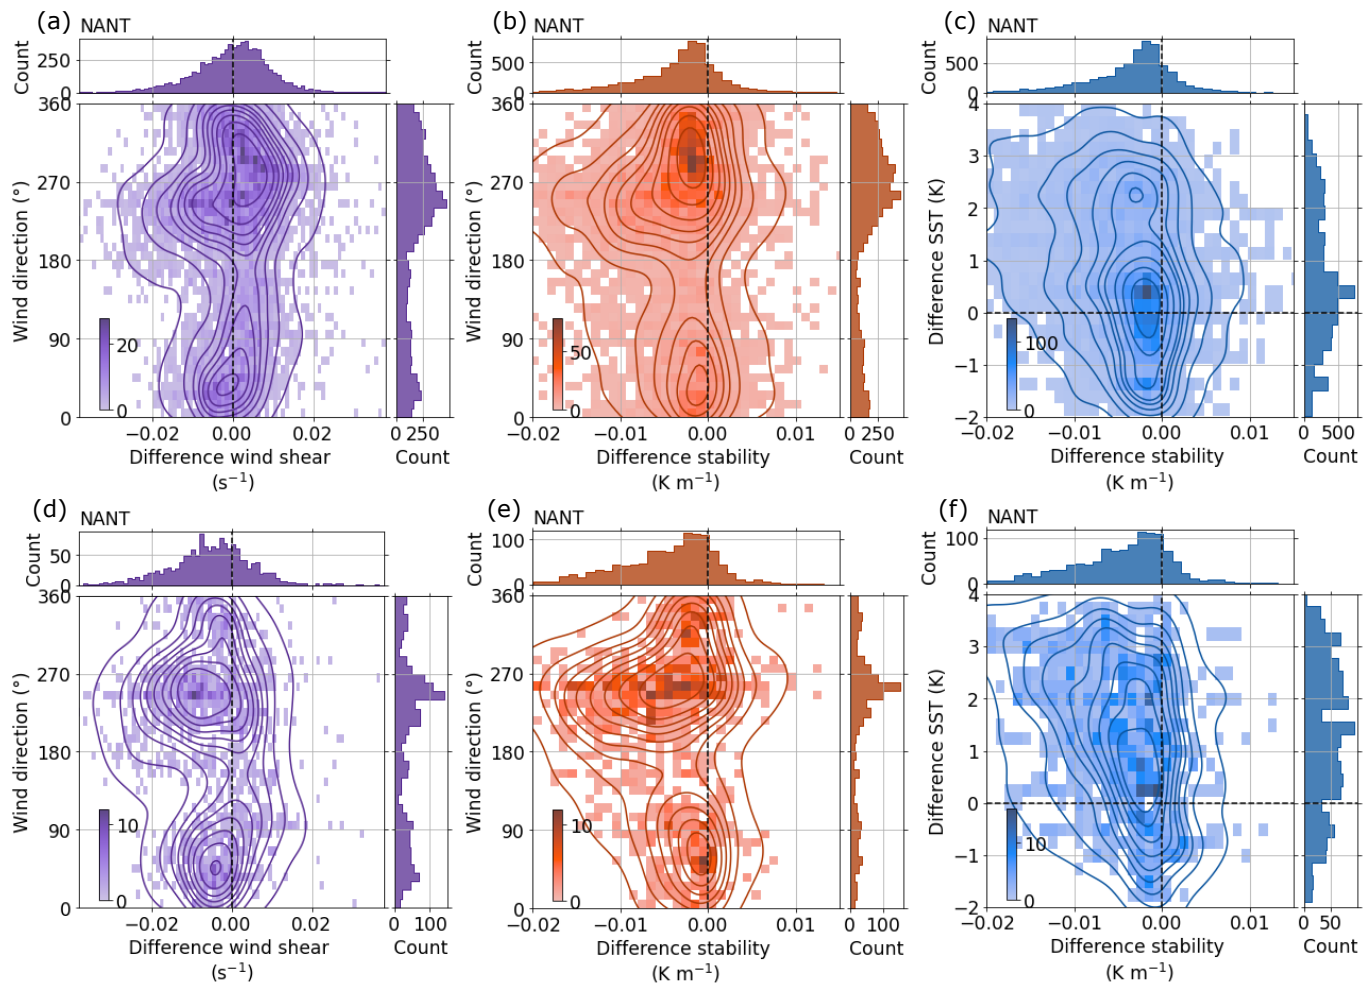 (a) NANT
(b) NANT
(c) NANT
Count
250
0
Count
500
0
Count
500
0
Wind direction (°)
360
270
180
90
0
20
0
−0.02 0.00 0.02
Difference wind shear
(s⁻¹)
0 250
Count
Wind direction (°)
360
270
180
90
0
50
0
−0.02 −0.01 0.00 0.01
Difference stability
(K m⁻¹)
0 250
Count
Difference SST (K)
4
3
2
1
0
−1
−2
100
0
−0.02 −0.01 0.00 0.01
Difference stability
(K m⁻¹)
0 500
Count
(d) NANT
(e) NANT
(f) NANT
Count
50
0
Count
100
0
Count
100
0
Wind direction (°)
360
270
180
90
0
10
0
−0.02 0.00 0.02
Difference wind shear
(s⁻¹)
0 100
Count
Wind direction (°)
360
270
180
90
0
10
0
−0.02 −0.01 0.00 0.01
Difference stability
(K m⁻¹)
0 100
Count
Difference SST (K)
4
3
2
1
0
−1
−2
10
0
−0.02 −0.01 0.00 0.01
Difference stability
(K m⁻¹)
0 50
Count